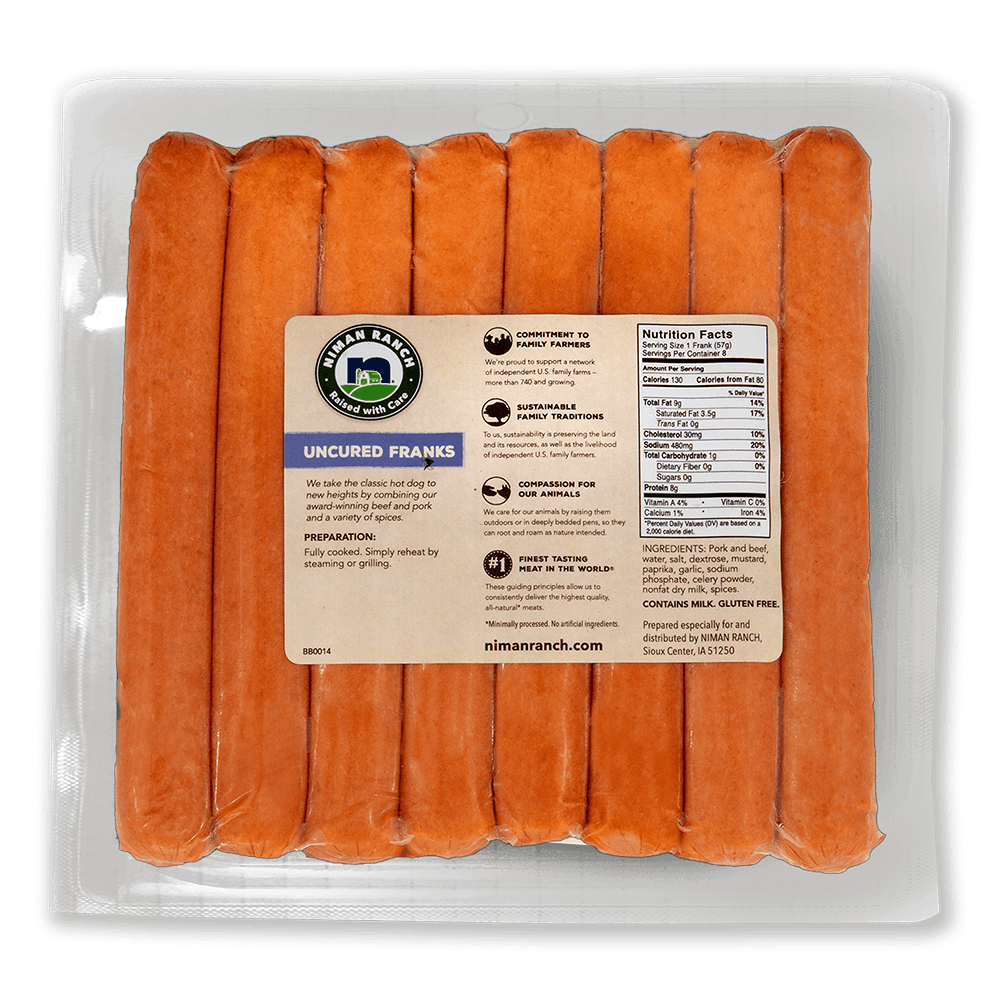 NIMAN RANCH
n
Raised with Care
UNCURED FRANKS
We take the classic hot dog to
new heights by combining our
award-winning beef and pork
and a variety of spices.
PREPARATION:
Fully cooked. Simply reheat by
steaming or grilling.
BB0014
COMMITMENT TO
FAMILY FARMERS
We're proud to support a network
of independent U.S. family farms –
more than 740 and growing.
SUSTAINABLE
FAMILY TRADITIONS
To us, sustainability is preserving the land
and its resources, as well as the livelihood
of independent U.S. family farmers.
COMPASSION FOR
OUR ANIMALS
We care for our animals by raising them
outdoors or in deeply bedded pens, so they
can root and roam as nature intended.
#1
FINEST TASTING
MEAT IN THE WORLD®
These guiding principles allow us to
consistently deliver the highest quality,
all-natural* meats.
*Minimally processed. No artificial ingredients.
nimanranch.com
Nutrition Facts
Serving Size 1 Frank (57g)
Servings Per Container 8
Amount Per Serving
Calories 130 Calories from Fat 80
% Daily Value*
Total Fat 9g 14%
Saturated Fat 3.5g 17%
Trans Fat 0g
Cholesterol 30mg 10%
Sodium 480mg 20%
Total Carbohydrate 1g 0%
Dietary Fiber 0g 0%
Sugars 0g
Protein 8g
Vitamin A 4% • Vitamin C 0%
Calcium 1% • Iron 4%
*Percent Daily Values (DV) are based on a
2,000 calorie diet.
INGREDIENTS: Pork and beef,
water, salt, dextrose, mustard,
paprika, garlic, sodium
phosphate, celery powder,
nonfat dry milk, spices.
CONTAINS MILK. GLUTEN FREE.
Prepared especially for and
distributed by NIMAN RANCH,
Sioux Center, IA 51250